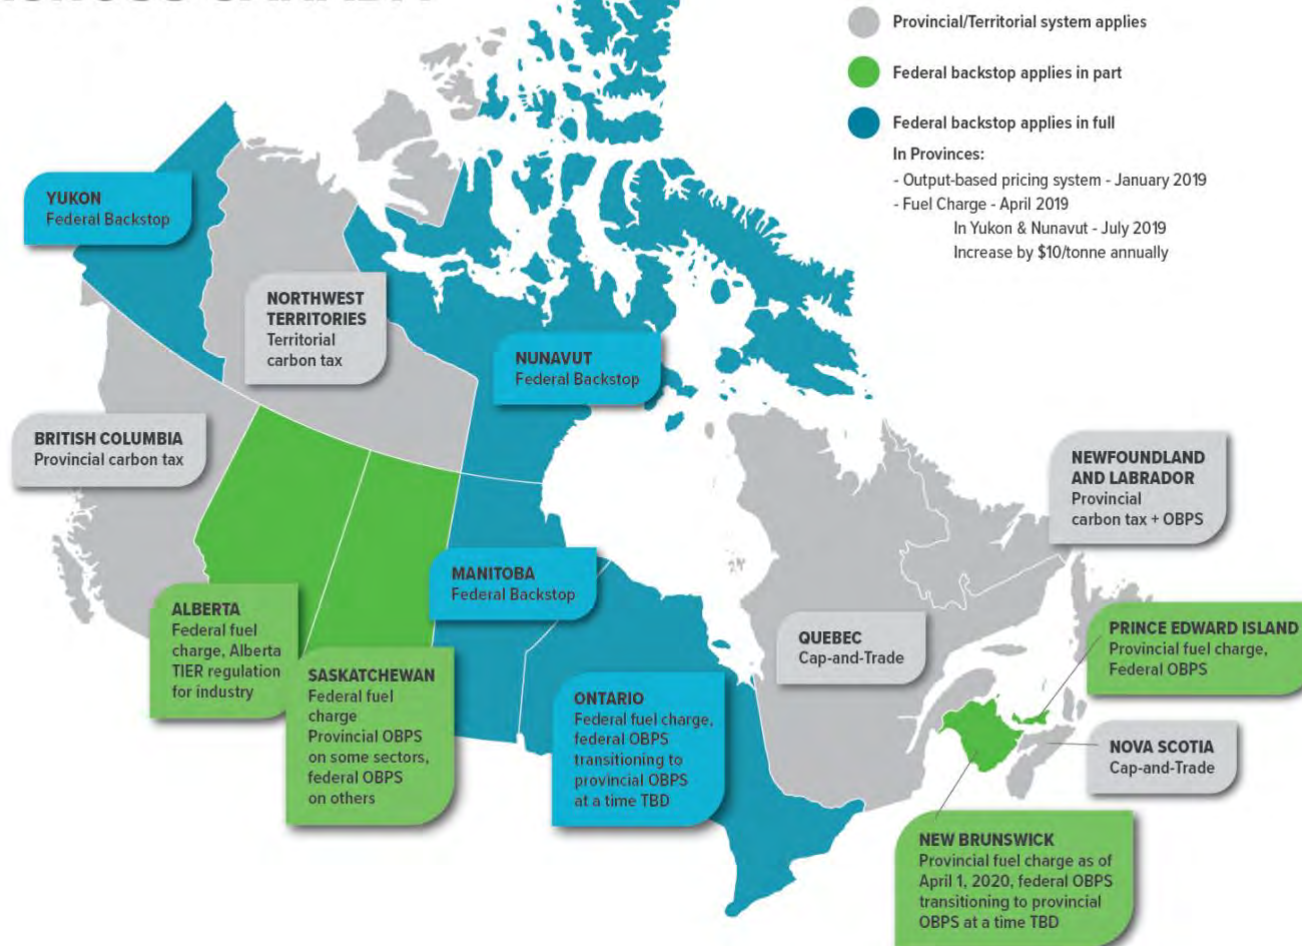 Provincial/Territorial system applies
Federal backstop applies in part
Federal backstop applies in full
In Provinces:
- Output-based pricing system - January 2019
- Fuel Charge - April 2019
In Yukon & Nunavut - July 2019
Increase by $10/tonne annually
YUKON
Federal Backstop
NORTHWEST
TERRITORIES
Territorial
carbon tax
NUNAVUT
Federal Backstop
BRITISH COLUMBIA
Provincial carbon tax
NEWFOUNDLAND
AND LABRADOR
Provincial
carbon tax + OBPS
ALBERTA
Federal fuel
charge, Alberta
TIER regulation
for industry
SASKATCHEWAN
Federal fuel
charge
Provincial OBPS
on some sectors,
federal OBPS
on others
MANITOBA
Federal Backstop
ONTARIO
Federal fuel charge,
federal OBPS
transitioning to
provincial OBPS
at a time TBD
QUEBEC
Cap-and-Trade
PRINCE EDWARD ISLAND
Provincial fuel charge,
Federal OBPS
NOVA SCOTIA
Cap-and-Trade
NEW BRUNSWICK
Provincial fuel charge as of
April 1, 2020, federal OBPS
transitioning to provincial
OBPS at a time TBD